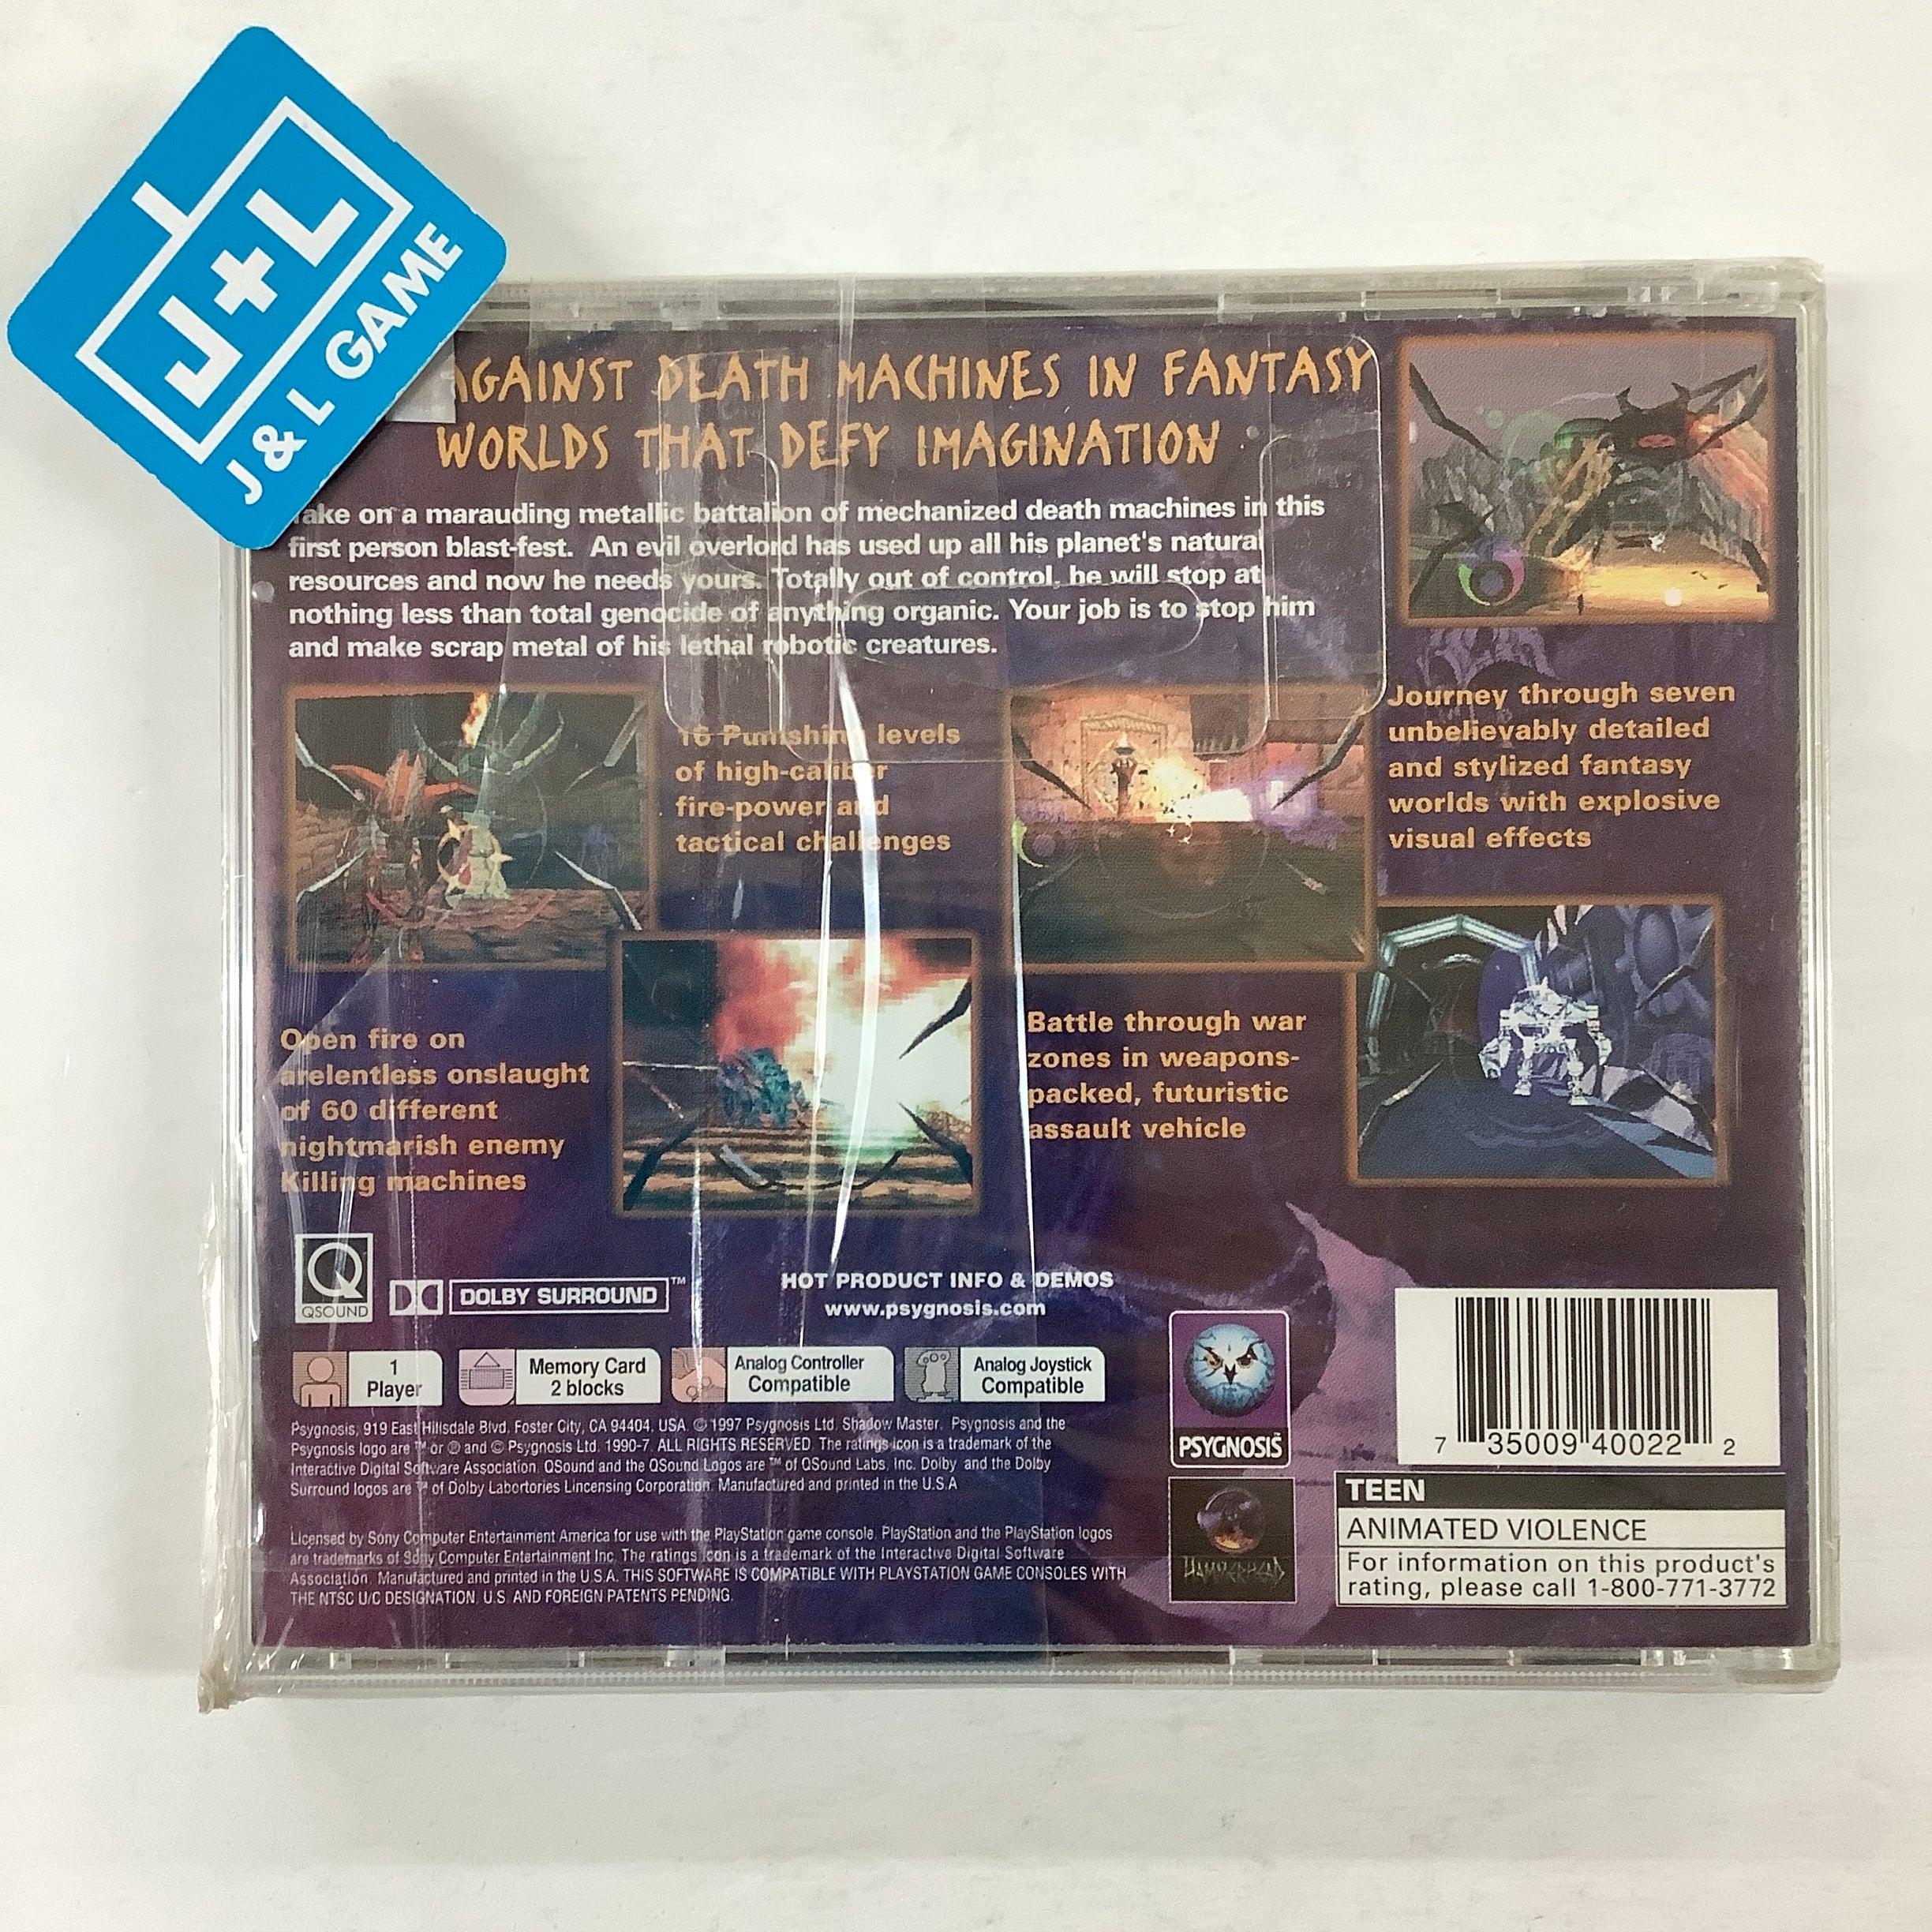 J+L
J & L GAME
AGAINST DEATH MACHINES IN FANTASY
WORLDS THAT DEFY IMAGINATION
Take on a marauding metallic battalion of mechanized death machines in this
first person blast-fest. An evil overlord has used up all his planet's natural
resources and now he needs yours. Totally out of control, he will stop at
nothing less than total genocide of anything organic. Your job is to stop him
and make scrap metal of his lethal robotic creatures.
16 Punishing levels
of high-caliber
fire-power and
tactical challenges
Journey through seven
unbelievably detailed
and stylized fantasy
worlds with explosive
visual effects
Open fire on
arelentless onslaught
of 60 different
nightmarish enemy
Killing machines
Battle through war
zones in weapons-
packed, futuristic
assault vehicle
QSOUND
DOLBY SURROUND™
HOT PRODUCT INFO & DEMOS
www.psygnosis.com
1
Player
Memory Card
2 blocks
Analog Controller
Compatible
Analog Joystick
Compatible
Psygnosis, 919 East Hillsdale Blvd. Foster City, CA 94404, USA. © 1997 Psygnosis Ltd. Shadow Master, Psygnosis and the
Psygnosis logo are ™ or ® and © Psygnosis Ltd. 1990-7. ALL RIGHTS RESERVED. The ratings icon is a trademark of the
Interactive Digital Software Association. QSound and the QSound Logos are ™ of QSound Labs, Inc. Dolby and the Dolby
Surround logos are ™ of Dolby Labortories Lincensing Corporation. Manufactured and printed in the U.S.A
Licensed by Sony Computer Entertainment America for use with the PlayStation game console. PlayStation and the PlayStation logos
are trademarks of Sony Computer Entertainment Inc. The ratings icon is a trademark of the Interactive Digital Software
Association. Manufactured and printed in the U.S.A. THIS SOFTWARE IS COMPATIBLE WITH PLAYSTATION GAME CONSOLES WITH
THE NTSC U/C DESIGNATION. U.S. AND FOREIGN PATENTS PENDING.
PSYGNOSIS™
HAMMERHEAD
7 35009 40022 2
TEEN
ANIMATED VIOLENCE
For information on this product's
rating, please call 1-800-771-3772